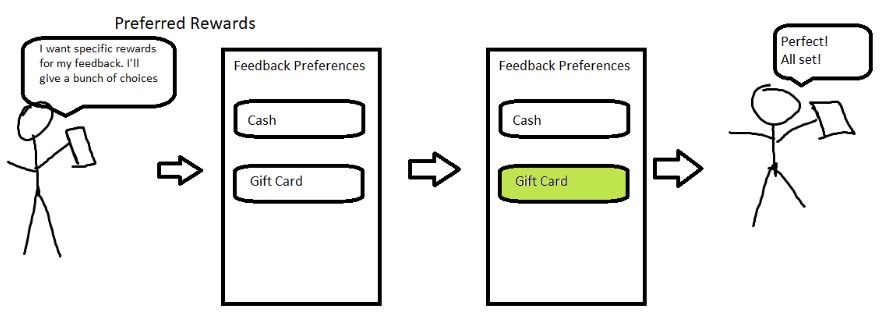 Preferred Rewards
I want specific rewards
for my feedback. I'll
give a bunch of choices
Feedback Preferences
Cash
Gift Card
Feedback Preferences
Cash
Gift Card
Perfect!
All set!